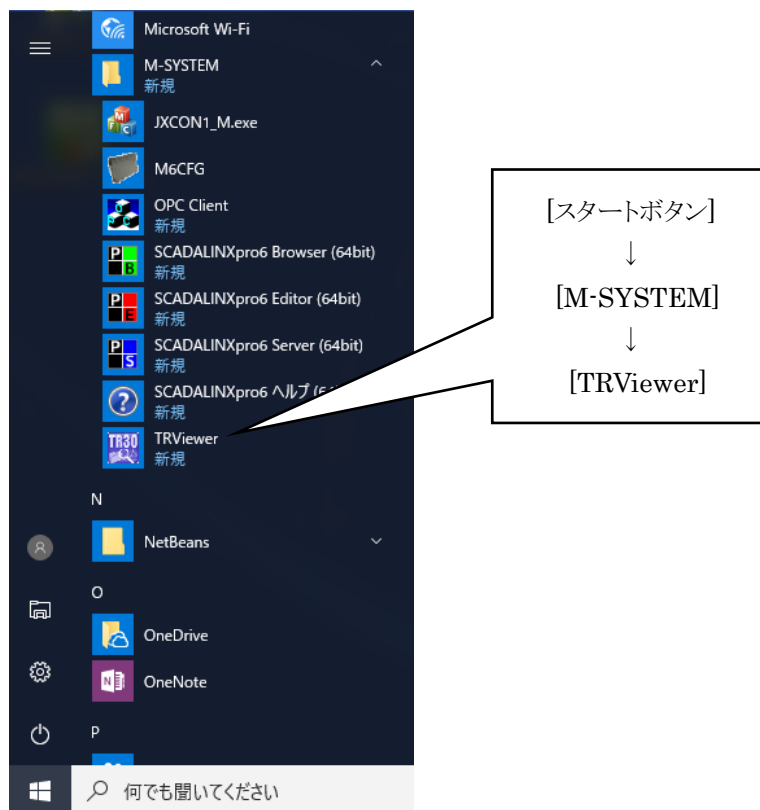 Microsoft Wi-Fi
M-SYSTEM
新規
JXCON1_M.exe
M6CFG
OPC Client
新規
SCADALINXpro6 Browser (64bit)
新規
SCADALINXpro6 Editor (64bit)
新規
SCADALINXpro6 Server (64bit)
新規
SCADALINXpro6 ヘルプ
新規
TRViewer
新規
N
NetBeans
O
OneDrive
OneNote
P
何でも聞いてください
[スタートボタン]
↓
[M-SYSTEM]
↓
[TRViewer]